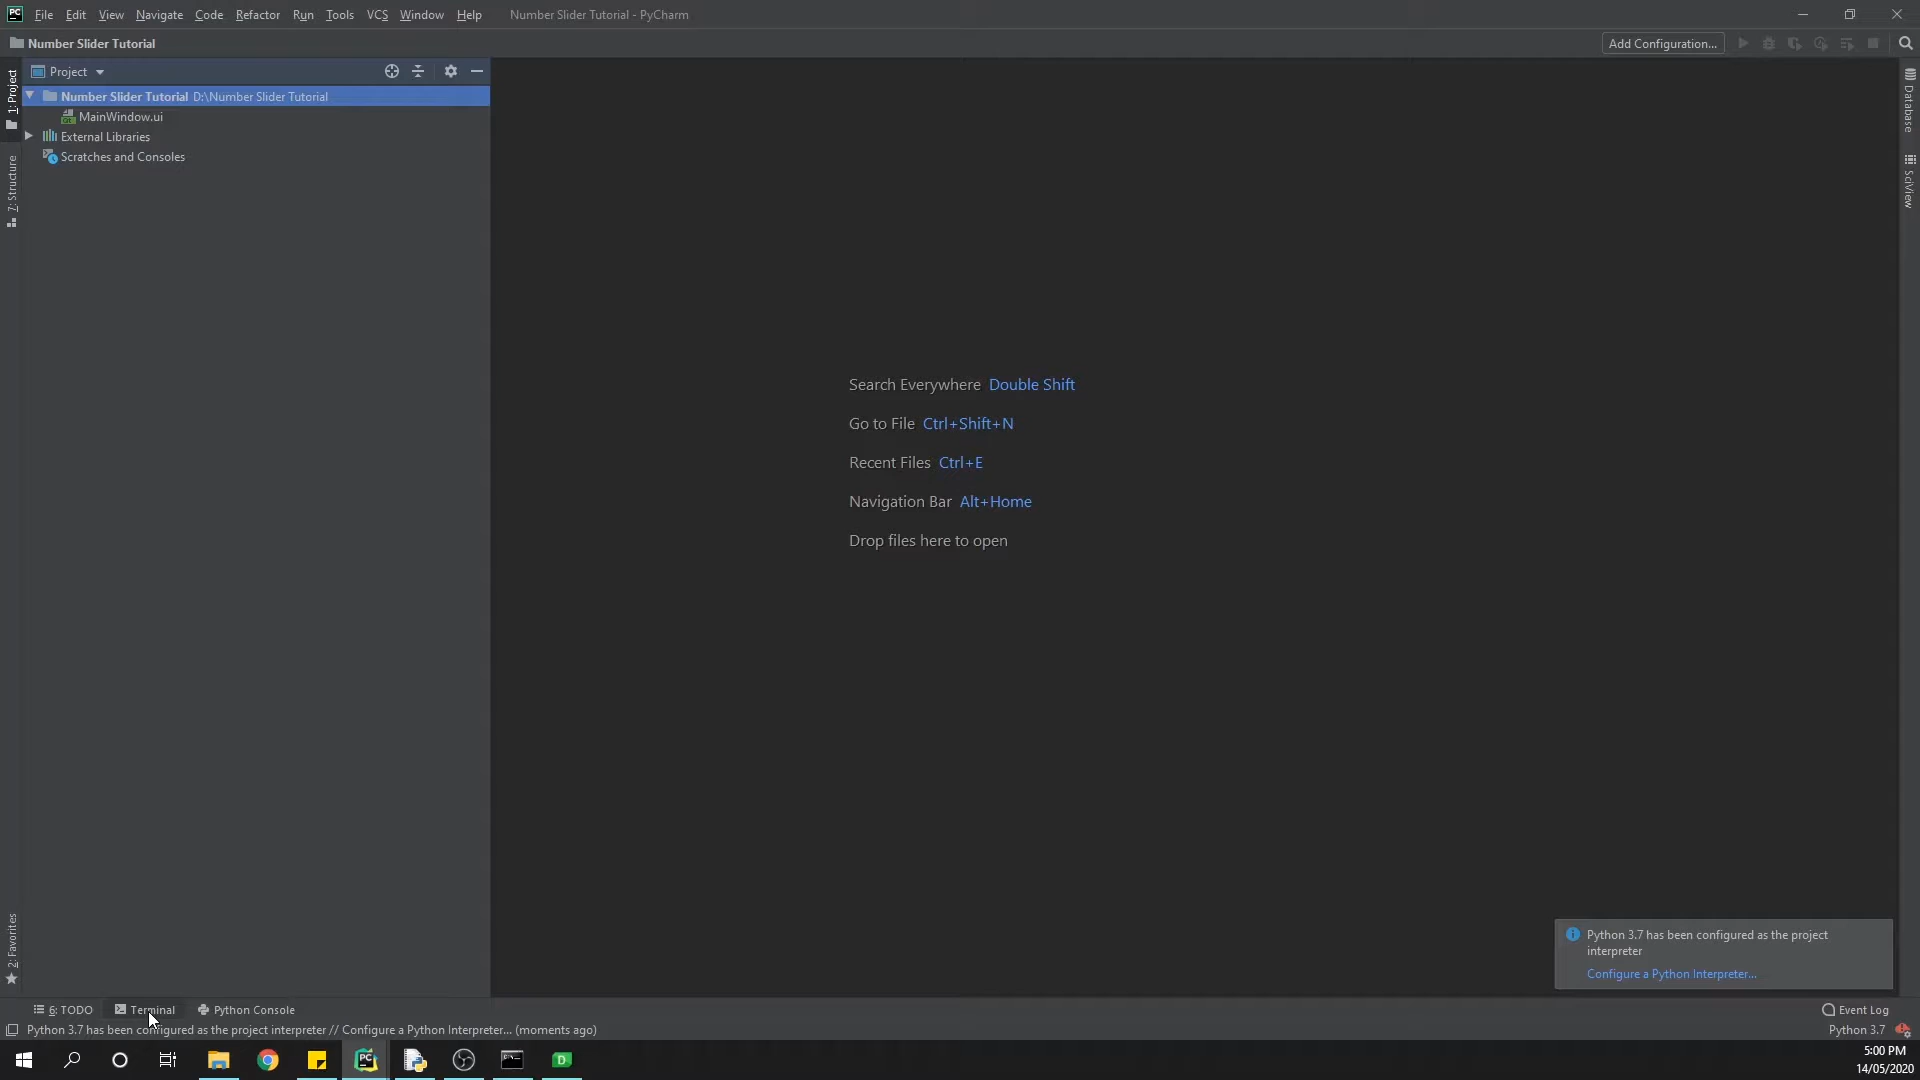 PC File Edit View Navigate Code Refactor Run Tools VCS Window Help Number Slider Tutorial - PyCharm
Number Slider Tutorial
Add Configuration...
1: Project
Project
Number Slider Tutorial D:\Number Slider Tutorial
MainWindow.ui
External Libraries
Scratches and Consoles
7: Structure
Database
SciView
Search Everywhere Double Shift
Go to File Ctrl+Shift+N
Recent Files Ctrl+E
Navigation Bar Alt+Home
Drop files here to open
2: Favorites
Python 3.7 has been configured as the project
interpreter
Configure a Python Interpreter...
6: TODO Terminal Python Console
Event Log
Python 3.7 has been configured as the project interpreter // Configure a Python Interpreter... (moments ago)
Python 3.7
PC
D
5:00 PM
14/05/2020